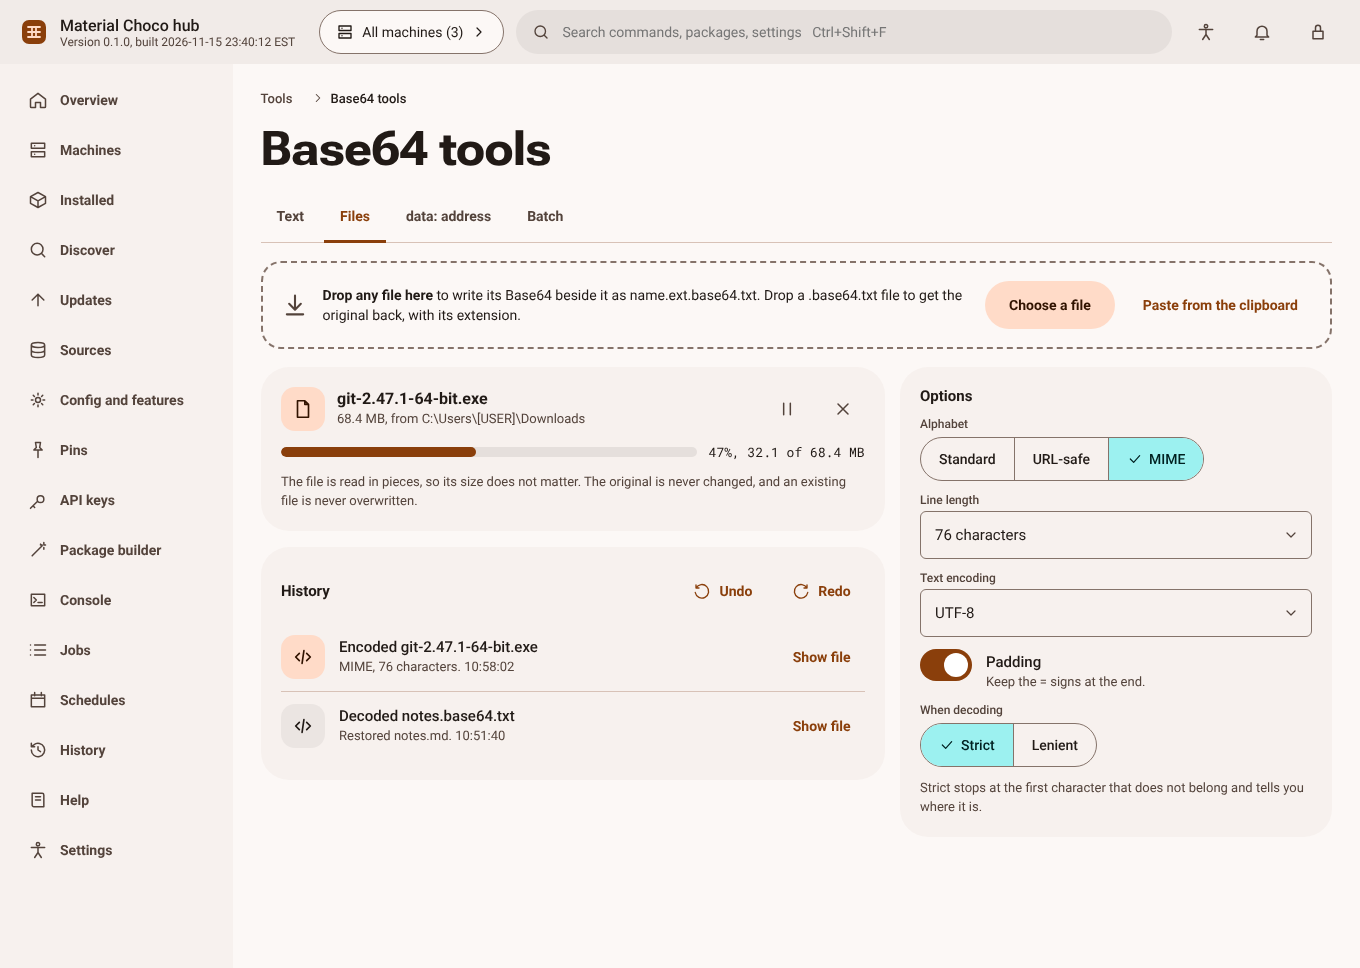 Material Choco hub
Version 0.1.0, built 2026-11-15 23:40:12 EST
All machines (3)
Search commands, packages, settings Ctrl+Shift+F
Overview
Machines
Installed
Discover
Updates
Sources
Config and features
Pins
API keys
Package builder
Console
Jobs
Schedules
History
Help
Settings
Tools
Base64 tools
Base64 tools
Text
Files
data: address
Batch
Drop any file here to write its Base64 beside it as name.ext.base64.txt. Drop a .base64.txt file to get the
original back, with its extension.
Choose a file
Paste from the clipboard
git-2.47.1-64-bit.exe
68.4 MB, from C:\Users\[USER]\Downloads
47%, 32.1 of 68.4 MB
The file is read in pieces, so its size does not matter. The original is never changed, and an existing
file is never overwritten.
History
Undo
Redo
Encoded git-2.47.1-64-bit.exe
MIME, 76 characters. 10:58:02
Show file
Decoded notes.base64.txt
Restored notes.md. 10:51:40
Show file
Options
Alphabet
Standard
URL-safe
MIME
Line length
76 characters
Text encoding
UTF-8
Padding
Keep the = signs at the end.
When decoding
Strict
Lenient
Strict stops at the first character that does not belong and tells you
where it is.